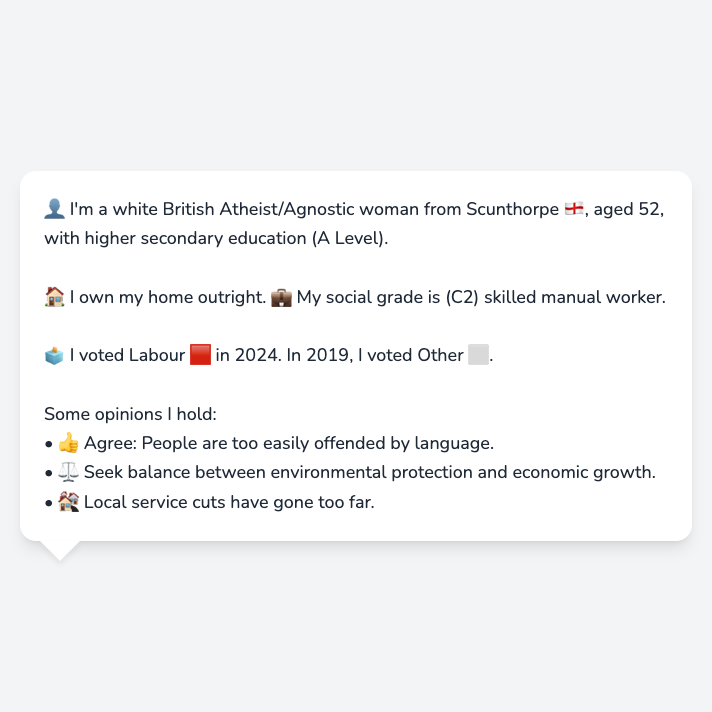 👤 I'm a white British Atheist/Agnostic woman from Scunthorpe 🏴󠁧󠁢󠁥󠁮󠁧󠁿, aged 52,
with higher secondary education (A Level).
🏠 I own my home outright. 💼 My social grade is (C2) skilled manual worker.
🗳️ I voted Labour 🟥 in 2024. In 2019, I voted Other ⬜.
Some opinions I hold:
• 👍 Agree: People are too easily offended by language.
• ⚖️ Seek balance between environmental protection and economic growth.
• 🏘️ Local service cuts have gone too far.